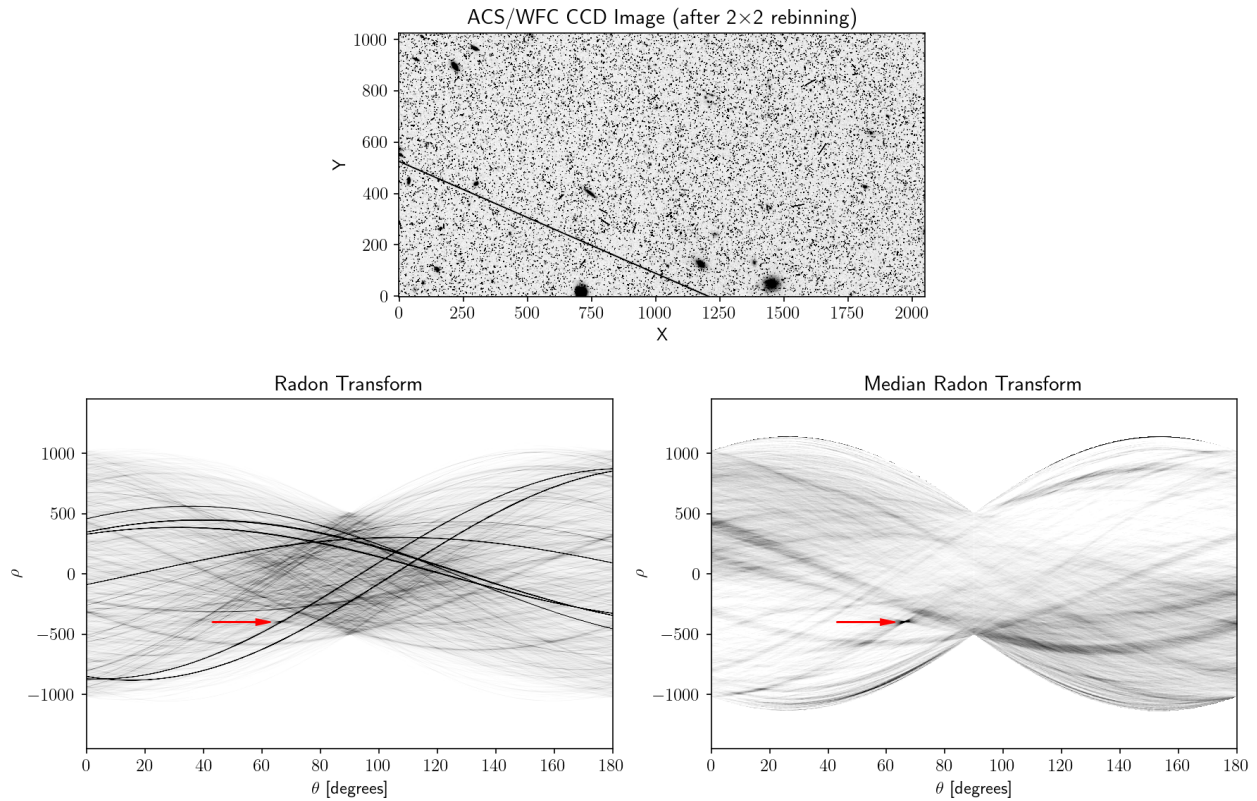 ACS/WFC CCD Image (after 2×2 rebinning)
1000
800
600
400
200
0
Y
0 250 500 750 1000 1250 1500 1750 2000
X
Radon Transform
1000
500
0
−500
−1000
ρ
0 20 40 60 80 100 120 140 160 180
θ [degrees]
Median Radon Transform
1000
500
0
−500
−1000
ρ
0 20 40 60 80 100 120 140 160 180
θ [degrees]